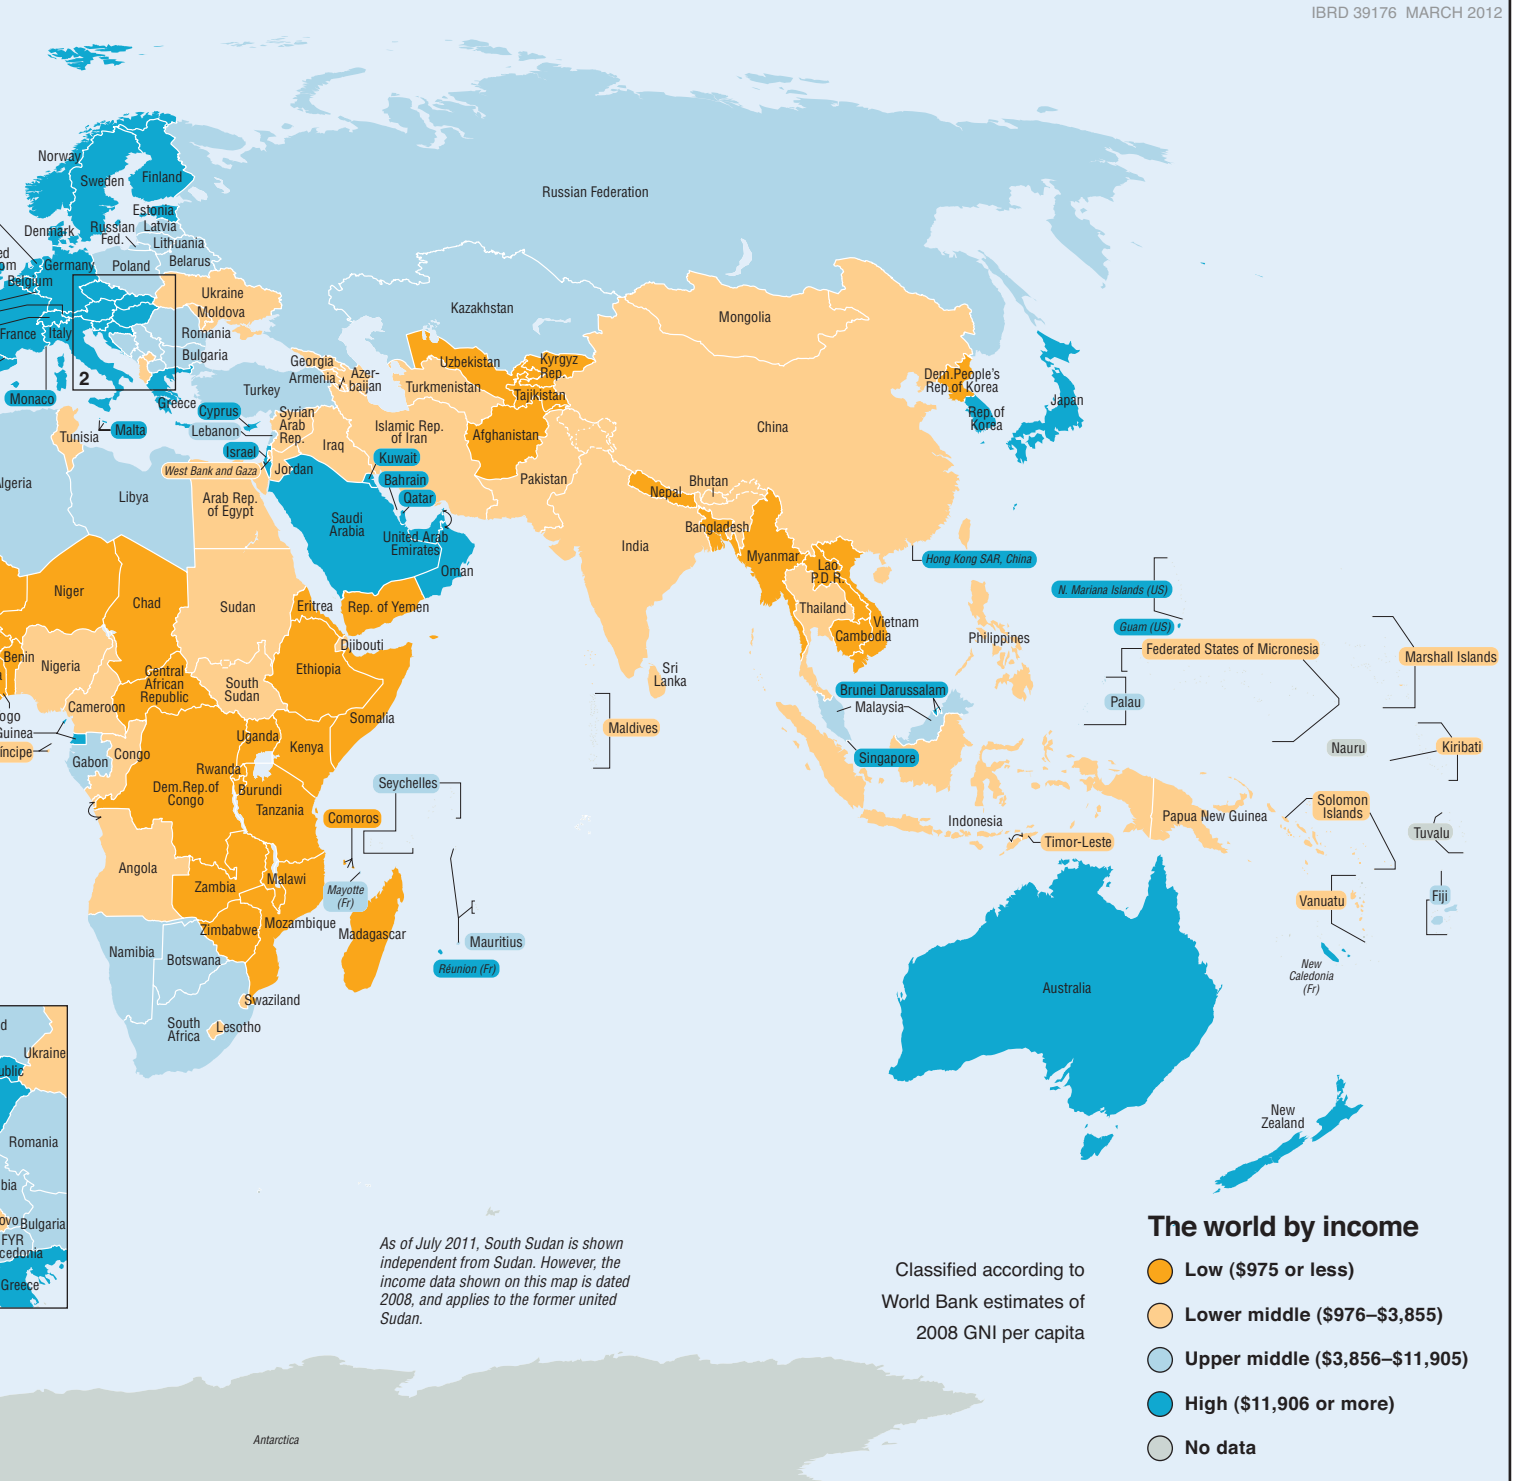 IBRD 39176 MARCH 2012
Norway
Sweden
Finland
Estonia
Denmark
Russian
Fed.
Latvia
Lithuania
Germany
Poland
Belarus
Belgium
Ukraine
Moldova
France
Italy
Romania
Bulgaria
2
Monaco
Greece
Malta
Tunisia
Russian Federation
Kazakhstan
Mongolia
Georgia
Armenia
Azer-
baijan
Turkey
Uzbekistan
Kyrgyz
Rep.
Turkmenistan
Tajikistan
Cyprus
Lebanon
Syrian
Arab
Rep.
Israel
Iraq
Islamic Rep.
of Iran
Afghanistan
West Bank and Gaza
Jordan
Kuwait
Bahrain
Qatar
Pakistan
China
Dem.People's
Rep.of Korea
Rep.of
Korea
Japan
Libya
Arab Rep.
of Egypt
Saudi
Arabia
United Arab
Emirates
Oman
Nepal
Bhutan
Bangladesh
India
Myanmar
Lao
P.D.R.
Hong Kong SAR, China
Niger
Chad
Sudan
Eritrea
Rep. of Yemen
Djibouti
Thailand
Vietnam
Cambodia
Philippines
N. Mariana Islands (US)
Guam (US)
Federated States of Micronesia
Marshall Islands
Benin
Nigeria
Central
African
Republic
South
Sudan
Ethiopia
Sri
Lanka
Brunei Darussalam
Malaysia
Palau
Cameroon
Somalia
Maldives
Singapore
Nauru
Kiribati
Gabon
Congo
Uganda
Kenya
Rwanda
Burundi
Dem.Rep.of
Congo
Tanzania
Seychelles
Comoros
Indonesia
Papua New Guinea
Solomon
Islands
Tuvalu
Timor-Leste
Angola
Zambia
Malawi
Mayotte
(Fr)
Vanuatu
Fiji
Zimbabwe
Mozambique
Madagascar
Mauritius
Réunion (Fr)
Namibia
Botswana
New
Caledonia
(Fr)
Swaziland
South
Africa
Lesotho
Australia
New
Zealand
Ukraine
Romania
Bulgaria
FYR
Greece
As of July 2011, South Sudan is shown
independent from Sudan. However, the
income data shown on this map is dated
2008, and applies to the former united
Sudan.
Classified according to
World Bank estimates of
2008 GNI per capita
The world by income
Low ($975 or less)
Lower middle ($976–$3,855)
Upper middle ($3,856–$11,905)
High ($11,906 or more)
No data
Antarctica